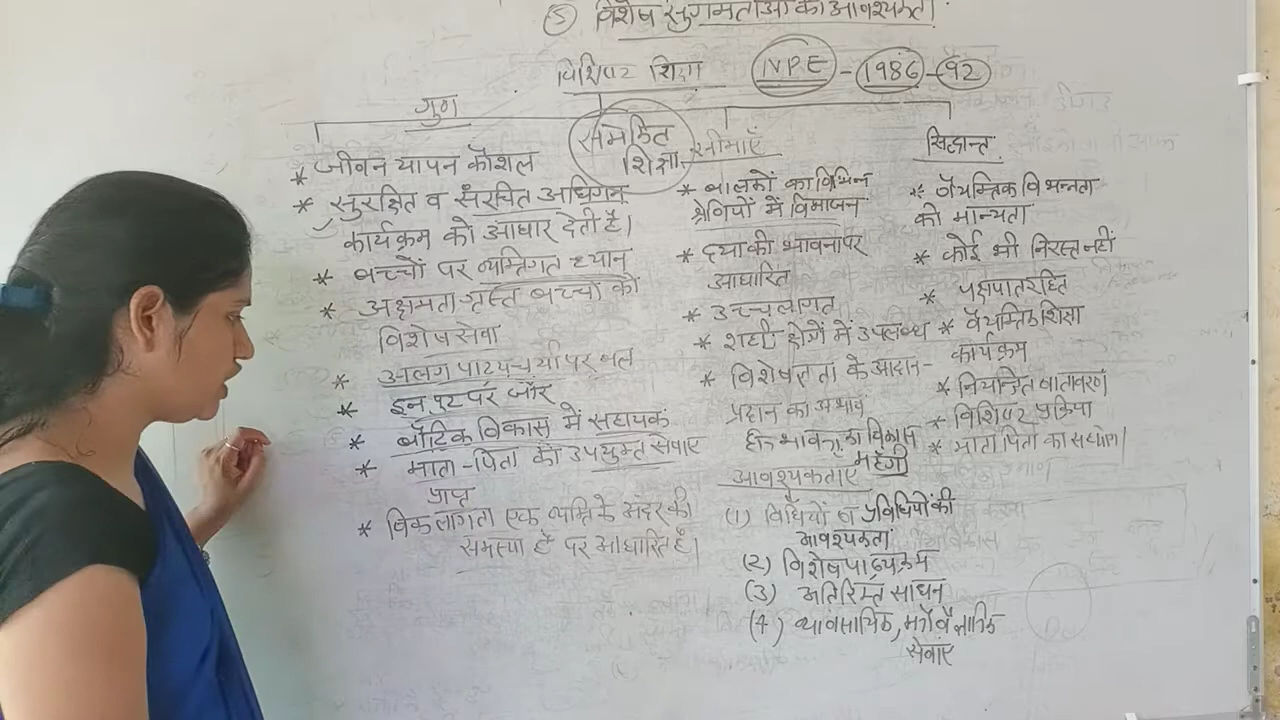 (5) विशेष सुगमताओं की आवश्यकता।
विशिष्ट शिक्षा NPE - 1986 - 92
गुण
समेकित
शिक्षा
सीमाएँ
सिद्धान्त
* जीवन यापन कौशल
* सुरक्षित व संरचित अधिगम
कार्यक्रम को आधार देती है।
* बच्चों पर व्यक्तिगत ध्यान
* अक्षमता ग्रस्त बच्चों को
विशेष सेवा
* अलग पाठ्यचर्या पर बल
* इनपुट पर जोर
* बौद्धिक विकास में सहायक
* माता-पिता को उपयुक्त सेवाएं
प्राप्त
* विकलांगता एक व्यक्ति के अंदर की
समस्या है पर आधारित है।
* बालकों का विभिन्न
श्रेणियों में विभाजन
* दया की भावना पर
आधारित
* उच्च लागत
* शहरी क्षेत्रों में उपलब्ध
* विशेषज्ञता के आदान-
प्रदान का अभाव
हीन भावना का विकास
महँगी
आवश्यकताएँ
(1) विधियों व प्रविधियों की
आवश्यकता
(2) विशेष पाठ्यक्रम
(3) अतिरिक्त साधन
(4) व्यावसायिक, मनोवैज्ञानिक
सेवाएं
* वैयक्तिक विभिन्नता
को मान्यता
* कोई भी निरस्त नहीं
* पक्षपात रहित
* वैयक्तिक शिक्षा
कार्यक्रम
* नियन्त्रित वातावरण
* विशिष्ट प्रक्रिया
* माता पिता का सहयोग।